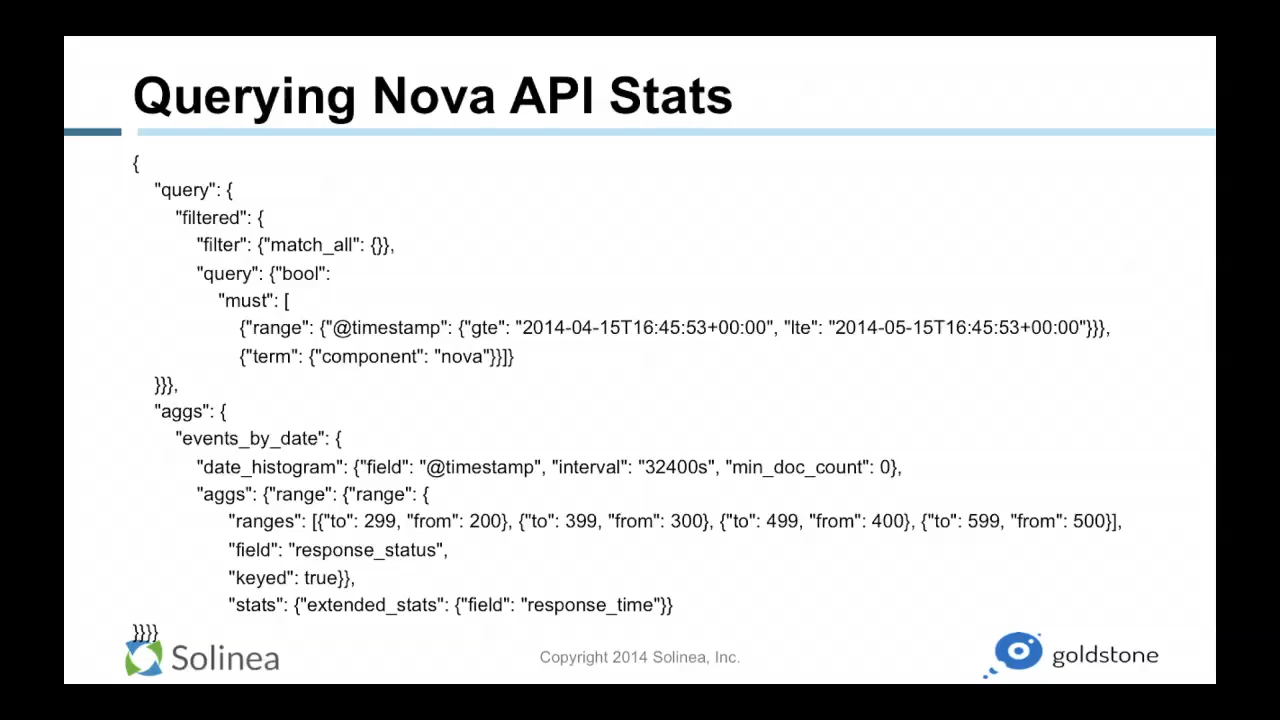 Querying Nova API Stats
{
"query": {
"filtered": {
"filter": {"match_all": {}},
"query": {"bool":
"must": [
{"range": {"@timestamp": {"gte": "2014-04-15T16:45:53+00:00", "lte": "2014-05-15T16:45:53+00:00"}}},
{"term": {"component": "nova"}}]}
}}},
"aggs": {
"events_by_date": {
"date_histogram": {"field": "@timestamp", "interval": "32400s", "min_doc_count": 0},
"aggs": {"range": {"range": {
"ranges": [{"to": 299, "from": 200}, {"to": 399, "from": 300}, {"to": 499, "from": 400}, {"to": 599, "from": 500}],
"field": "response_status",
"keyed": true}},
"stats": {"extended_stats": {"field": "response_time"}}
}}}}
Solinea
Copyright 2014 Solinea, Inc.
goldstone